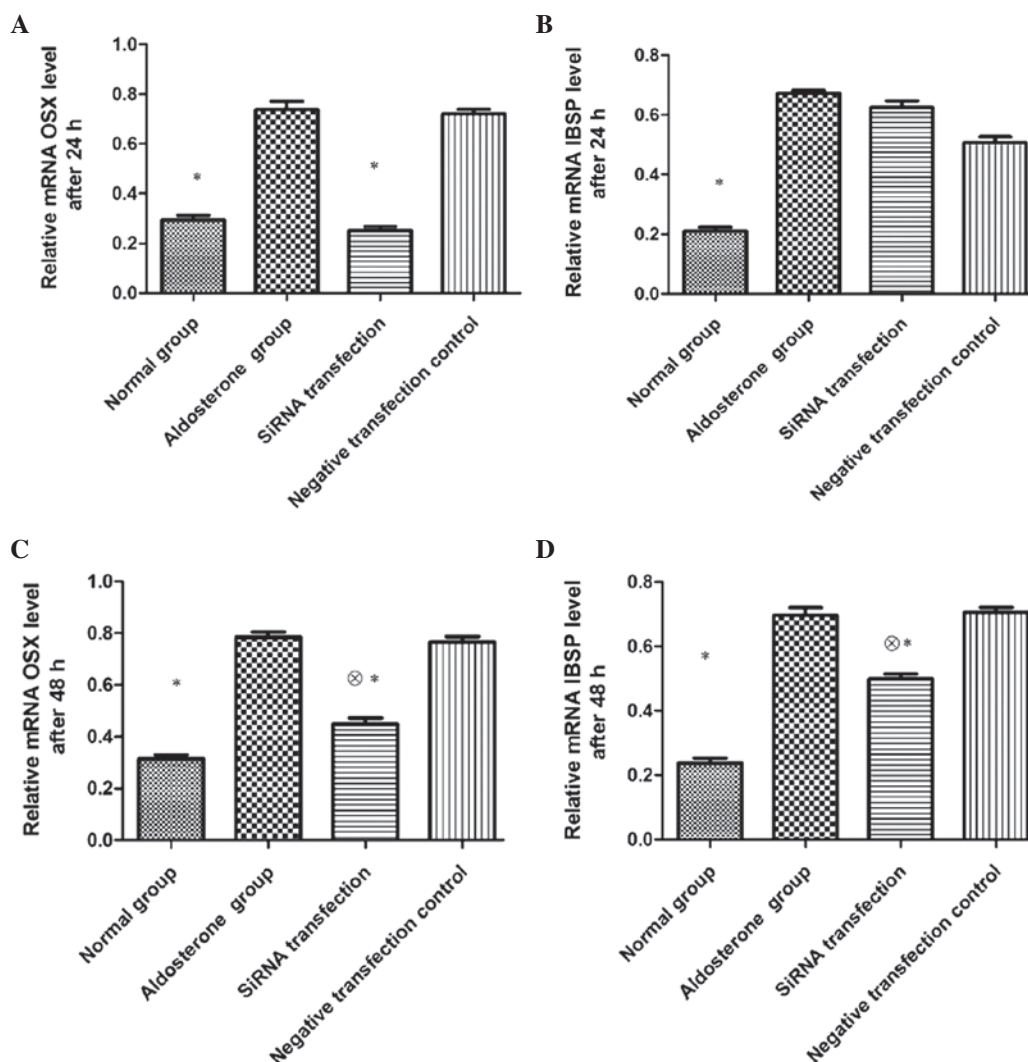 A
Relative mRNA OSX level
after 24 h
1.0
0.8
0.6
0.4
0.2
0.0
*
*
Normal group
Aldosterone group
SiRNA transfection
Negative transfection control
B
Relative mRNA IBSP level
after 24 h
0.8
0.6
0.4
0.2
0.0
*
Normal group
Aldosterone group
SiRNA transfection
Negative transfection control
C
Relative mRNA OSX level
after 48 h
1.0
0.8
0.6
0.4
0.2
0.0
*
⊗ *
Normal group
Aldosterone group
SiRNA transfection
Negative transfection control
D
Relative mRNA IBSP level
after 48 h
0.8
0.6
0.4
0.2
0.0
*
⊗ *
Normal group
Aldosterone group
SiRNA transfection
Negative transfection control